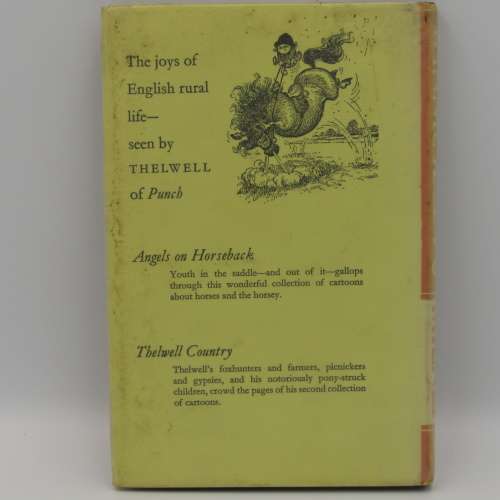 The joys of
English rural
life—
seen by
THELWELL
of Punch
Angels on Horseback
Youth in the saddle—and out of it—gallops
through this wonderful collection of cartoons
about horses and the horsey.
Thelwell Country
Thelwell's foxhunters and farmers, picnickers
and gypsies, and his notoriously pony-struck
children, crowd the pages of his second collection
of cartoons.